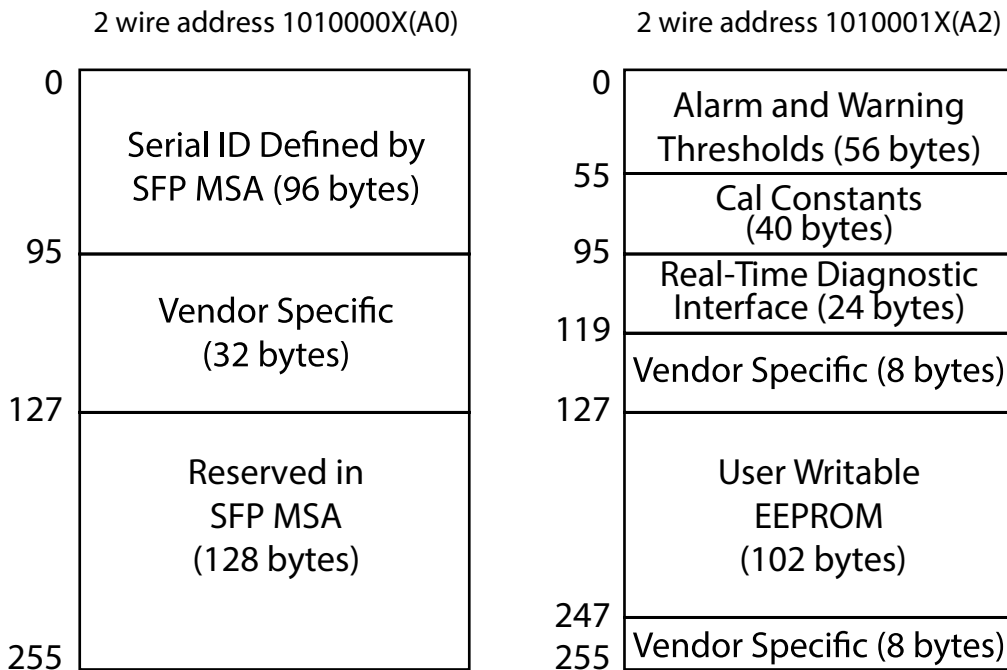 2 wire address 1010000X(A0)
0
Serial ID Defined by
SFP MSA (96 bytes)
95
Vendor Specific
(32 bytes)
127
Reserved in
SFP MSA
(128 bytes)
255
2 wire address 1010001X(A2)
0
Alarm and Warning
Thresholds (56 bytes)
55
Cal Constants
(40 bytes)
95
Real-Time Diagnostic
Interface (24 bytes)
119
Vendor Specific (8 bytes)
127
User Writable
EEPROM
(102 bytes)
247
Vendor Specific (8 bytes)
255